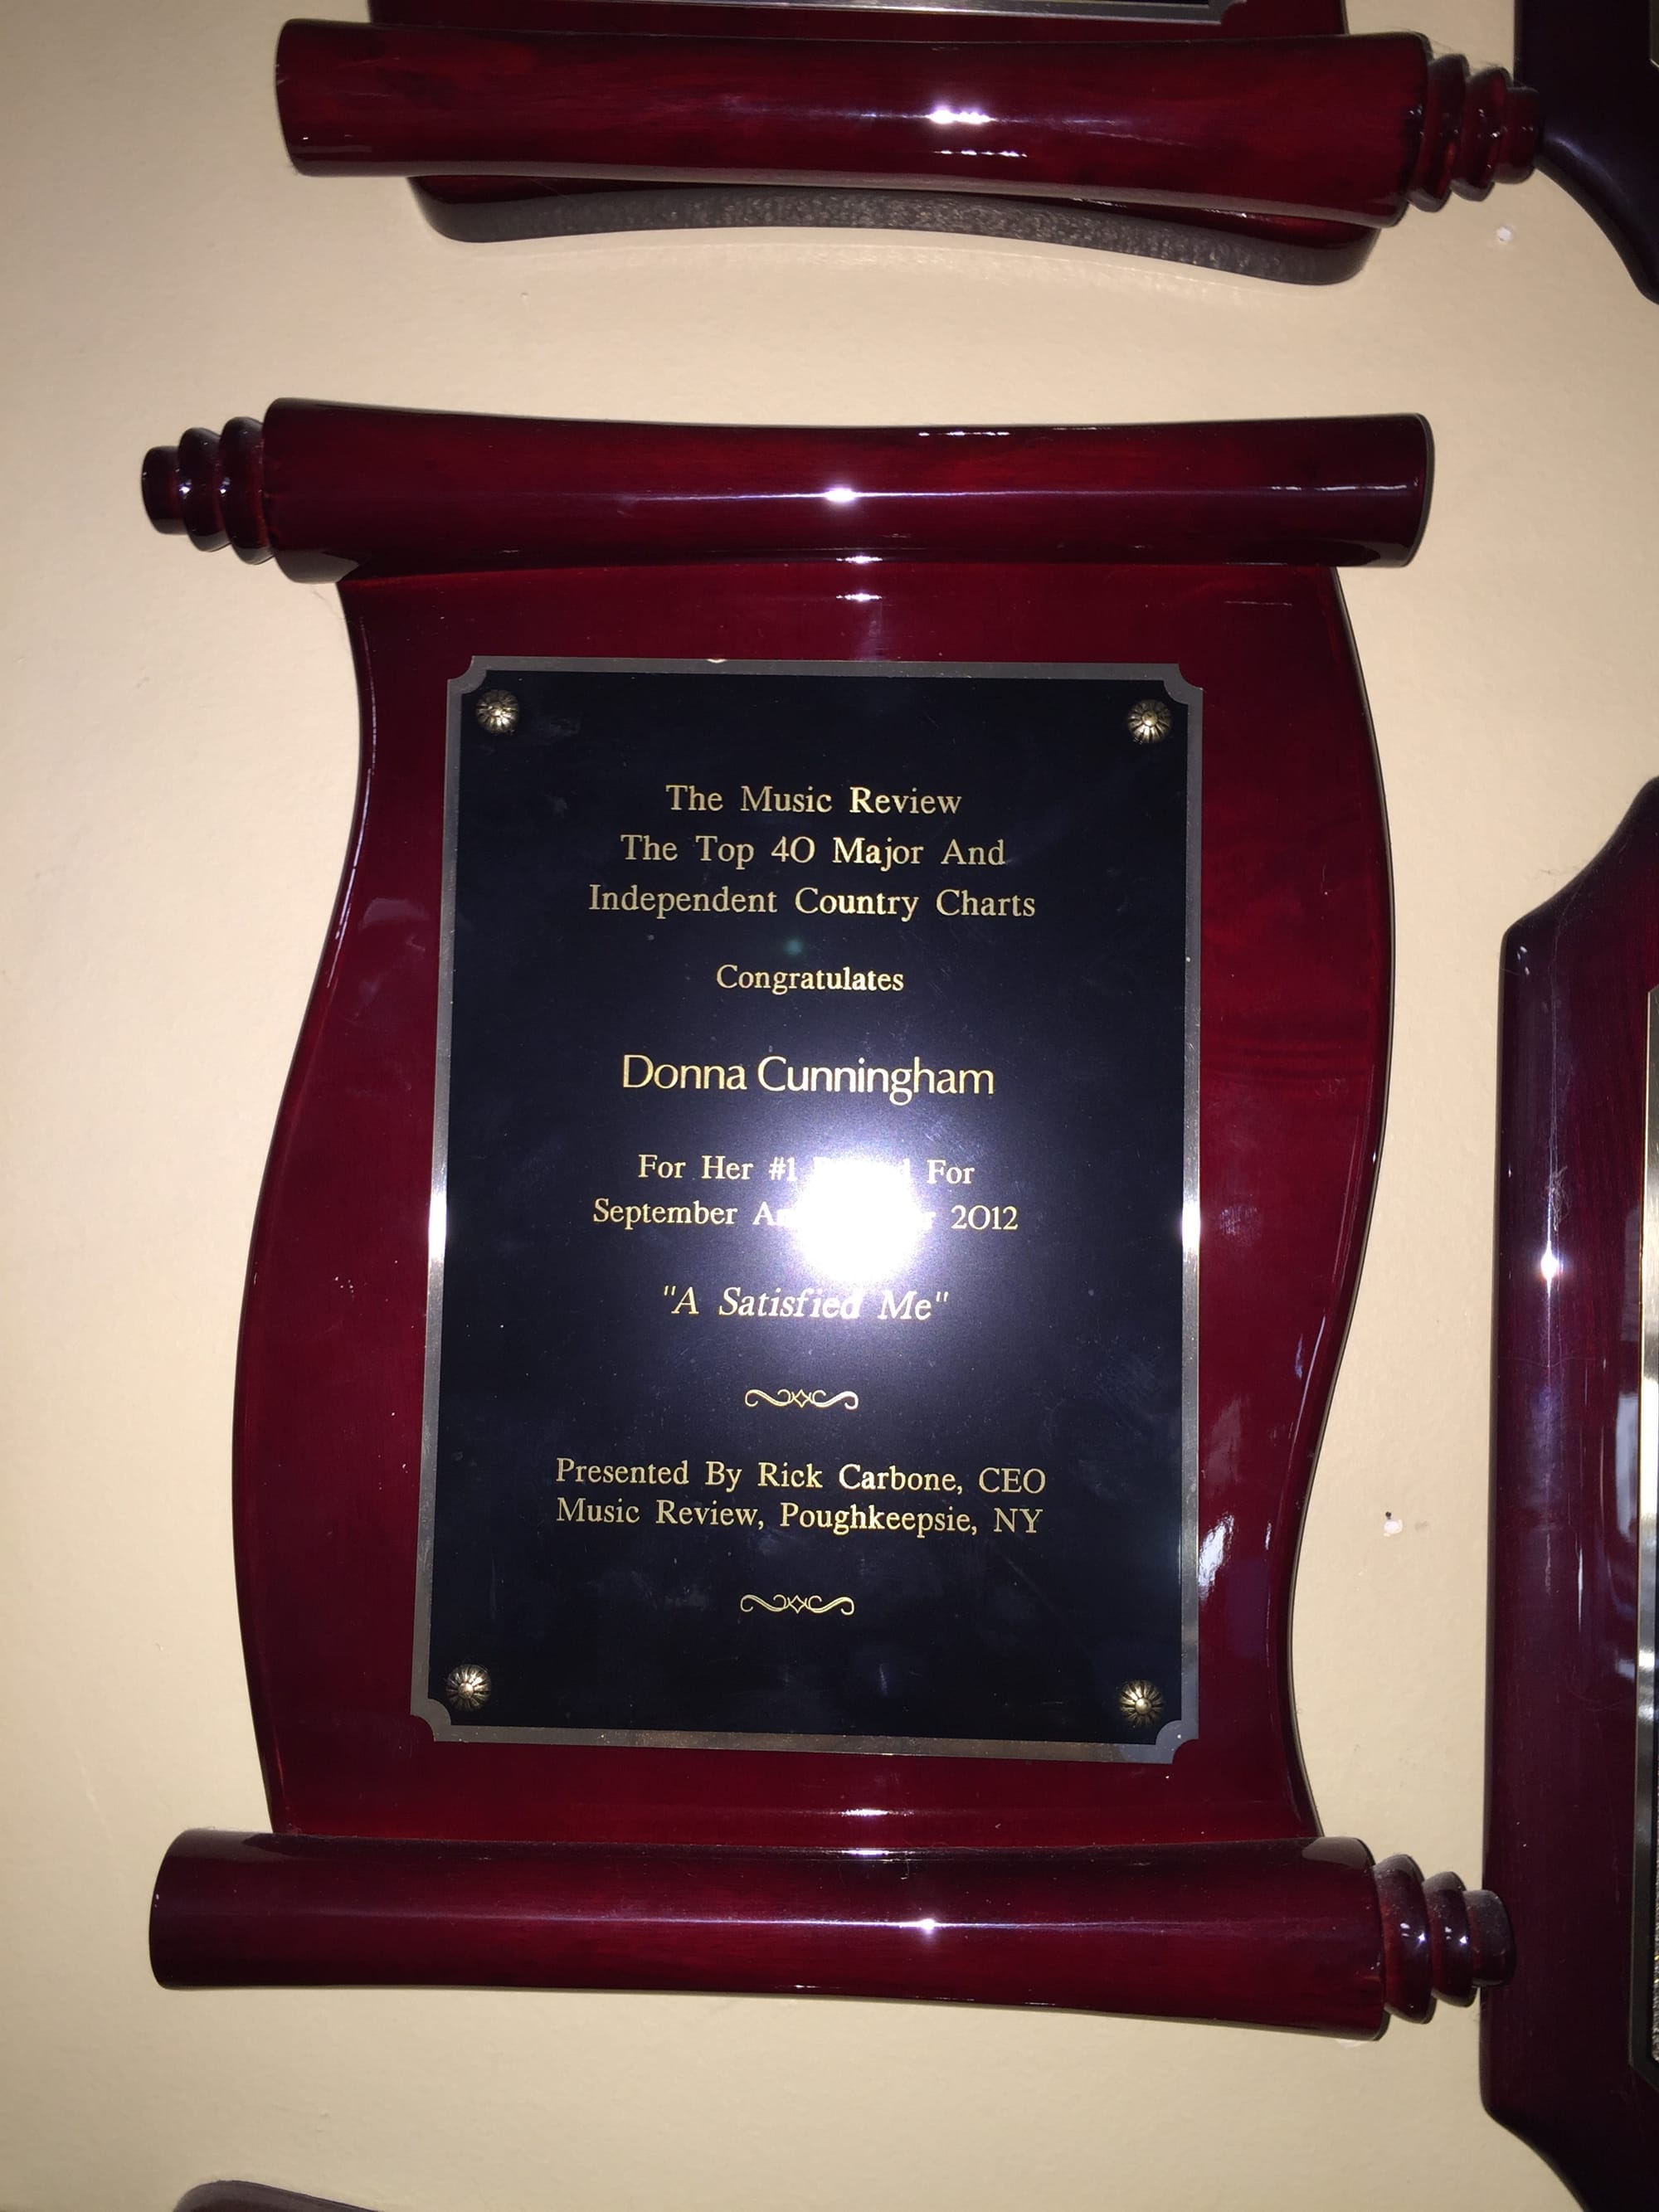 The Music Review
The Top 40 Major And
Independent Country Charts
Congratulates
Donna Cunningham
For Her #1 For
September 2012
"A Satisfied Me"
Presented By Rick Carbone, CEO
Music Review, Poughkeepsie, NY